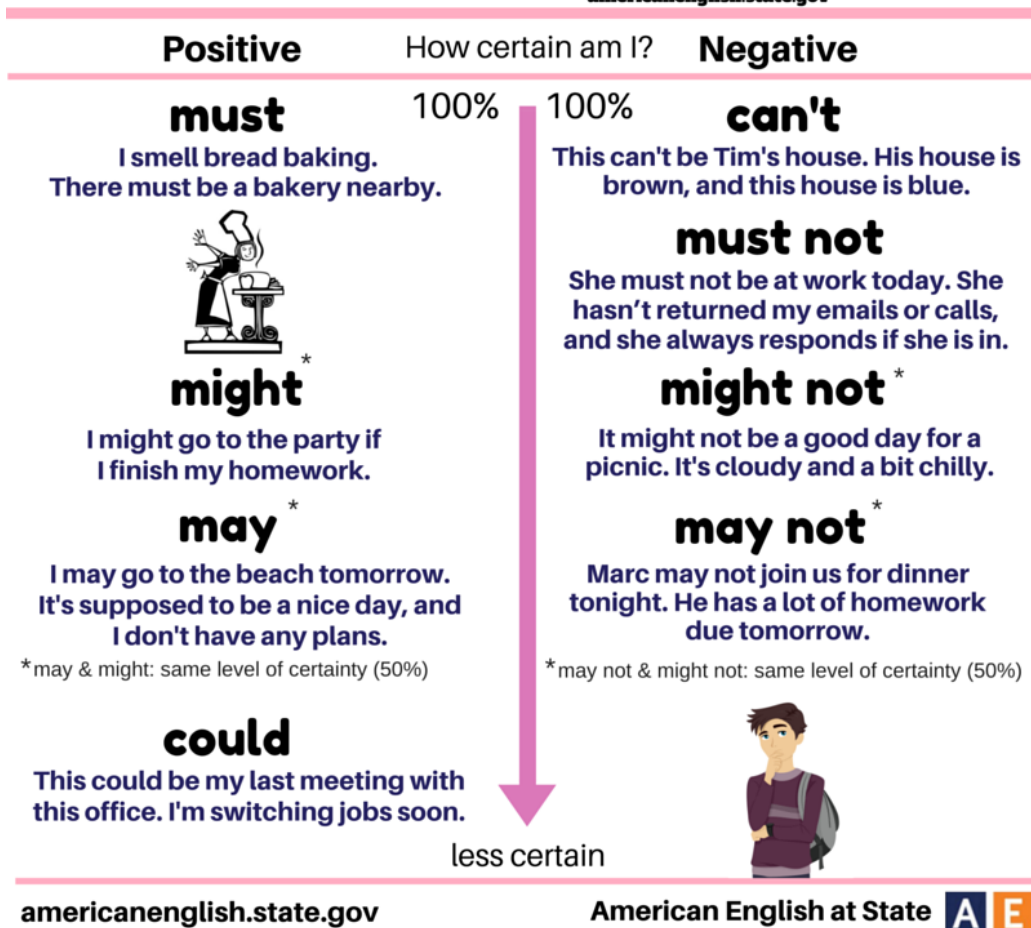 americanenglish.state.gov
Positive
How certain am I?
Negative
100%
100%
must
I smell bread baking.
There must be a bakery nearby.
might*
I might go to the party if
I finish my homework.
may*
I may go to the beach tomorrow.
It's supposed to be a nice day, and
I don't have any plans.
*may & might: same level of certainty (50%)
could
This could be my last meeting with
this office. I'm switching jobs soon.
can't
This can't be Tim's house. His house is
brown, and this house is blue.
must not
She must not be at work today. She
hasn’t returned my emails or calls,
and she always responds if she is in.
might not*
It might not be a good day for a
picnic. It's cloudy and a bit chilly.
may not*
Marc may not join us for dinner
tonight. He has a lot of homework
due tomorrow.
*may not & might not: same level of certainty (50%)
less certain
americanenglish.state.gov
American English at State
A E